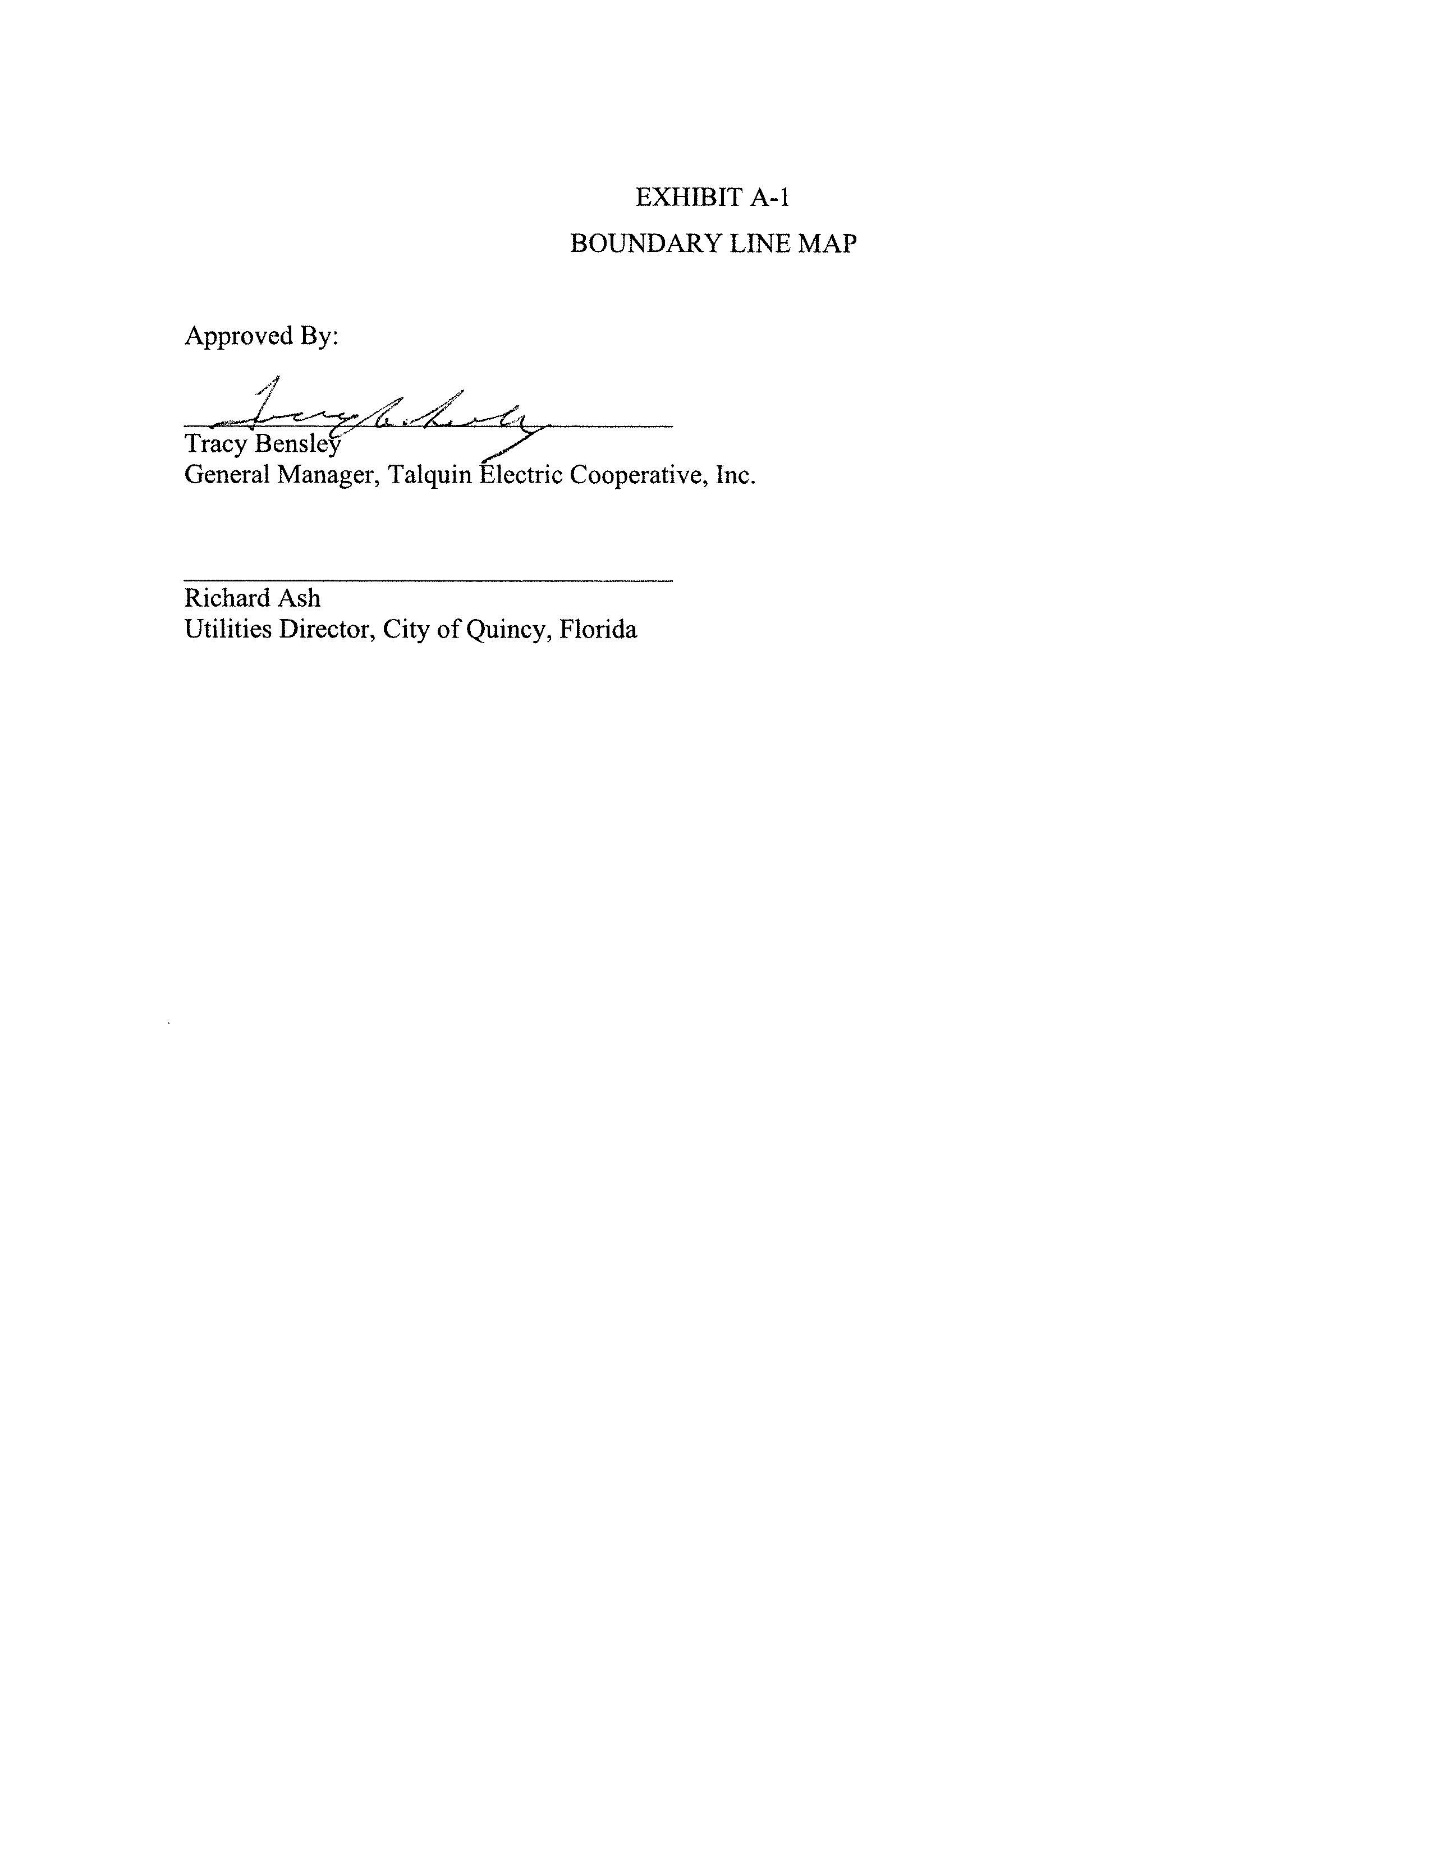 EXHIBIT A-1
BOUNDARY LINE MAP
Approved By:
Tracy Bensley
General Manager, Talquin Electric Cooperative, Inc.
Richard Ash
Utilities Director, City of Quincy, Florida